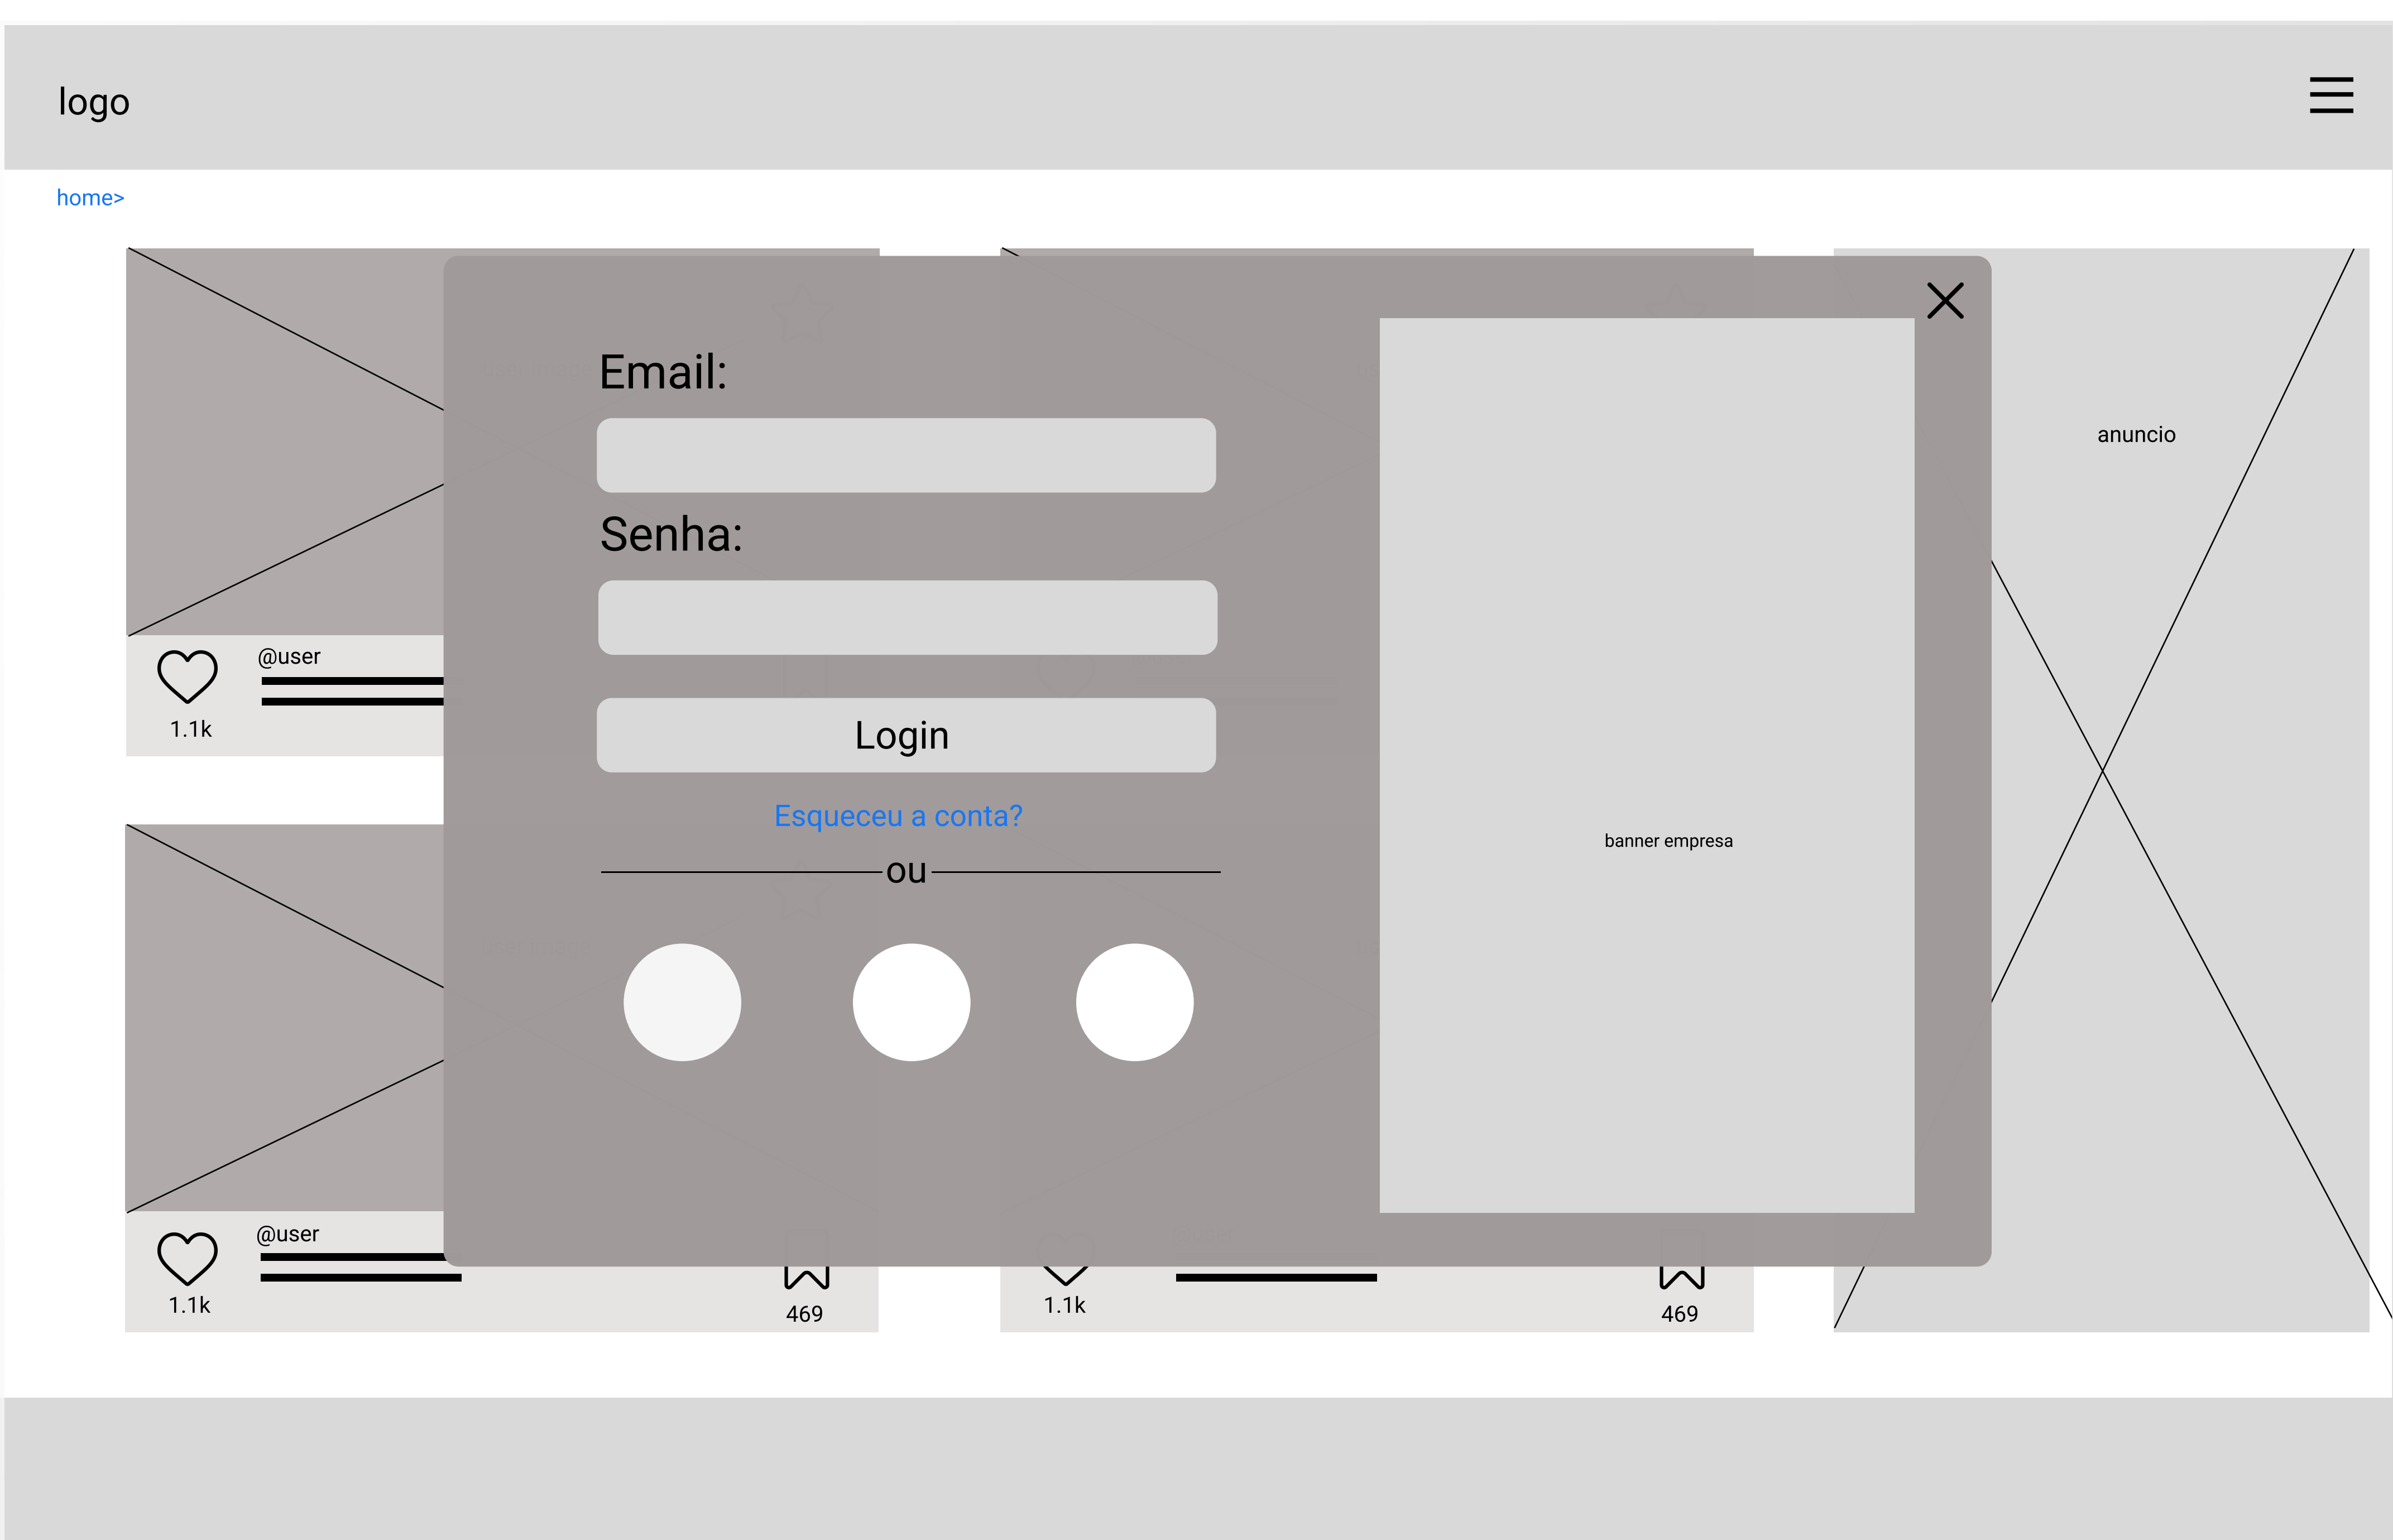 logo
home>
Email:
anuncio
Senha:
@user
1.1k
Login
Esqueceu a conta?
banner empresa
ou
@user
1.1k
469
1.1k
469